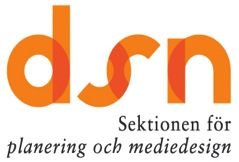 dsn
Sektionen för
planering och mediedesign